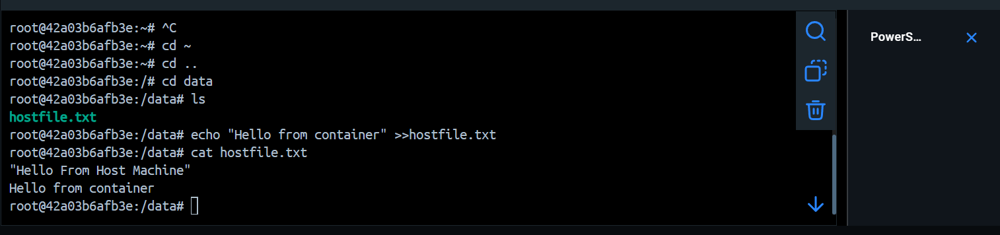 root@42a03b6afb3e:~# ^C
root@42a03b6afb3e:~# cd ~
root@42a03b6afb3e:~# cd ..
root@42a03b6afb3e:/# cd data
root@42a03b6afb3e:/data# ls
hostfile.txt
root@42a03b6afb3e:/data# echo "Hello from container" >>hostfile.txt
root@42a03b6afb3e:/data# cat hostfile.txt
"Hello From Host Machine"
Hello from container
root@42a03b6afb3e:/data#
PowerS...